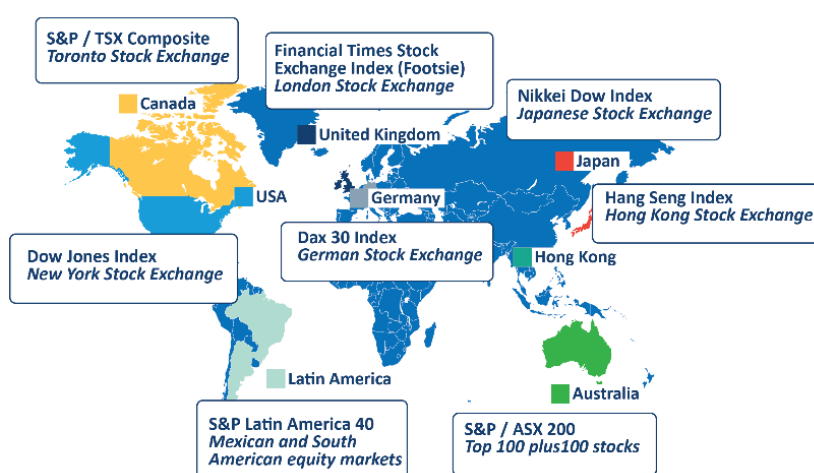 S&P / TSX Composite
Toronto Stock Exchange
Canada
Financial Times Stock
Exchange Index (Footsie)
London Stock Exchange
United Kingdom
Nikkei Dow Index
Japanese Stock Exchange
Japan
USA
Germany
Hang Seng Index
Hong Kong Stock Exchange
Dow Jones Index
New York Stock Exchange
Dax 30 Index
German Stock Exchange
Hong Kong
Latin America
Australia
S&P Latin America 40
Mexican and South
American equity markets
S&P / ASX 200
Top 100 plus100 stocks